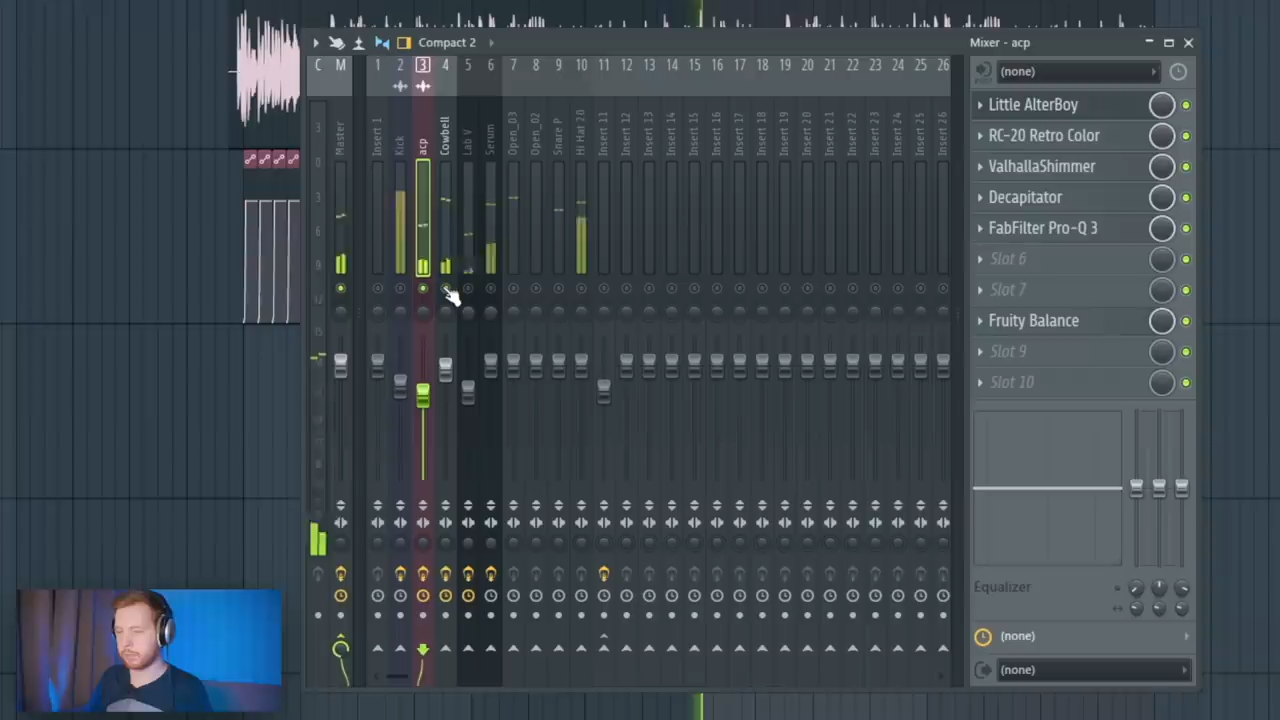 Compact 2
Mixer - acp
C M 1 2 3 4 5 6 7 8 9 10 11 12 13 14 15 16 17 18 19 20 21 22 23 24 25 26
Master
Insert 1
Kick
acp
Cowbell
Lab V
Serum
Open_03
Open_02
Snare P
Hi Hat 20
Insert 11
Insert 12
Insert 13
Insert 14
Insert 15
Insert 16
Insert 17
Insert 18
Insert 19
Insert 20
Insert 21
Insert 22
Insert 23
Insert 24
Insert 25
Insert 26
(none)
Little AlterBoy
RC-20 Retro Color
ValhallaShimmer
Decapitator
FabFilter Pro-Q 3
Slot 6
Slot 7
Fruity Balance
Slot 9
Slot 10
Equalizer
(none)
(none)